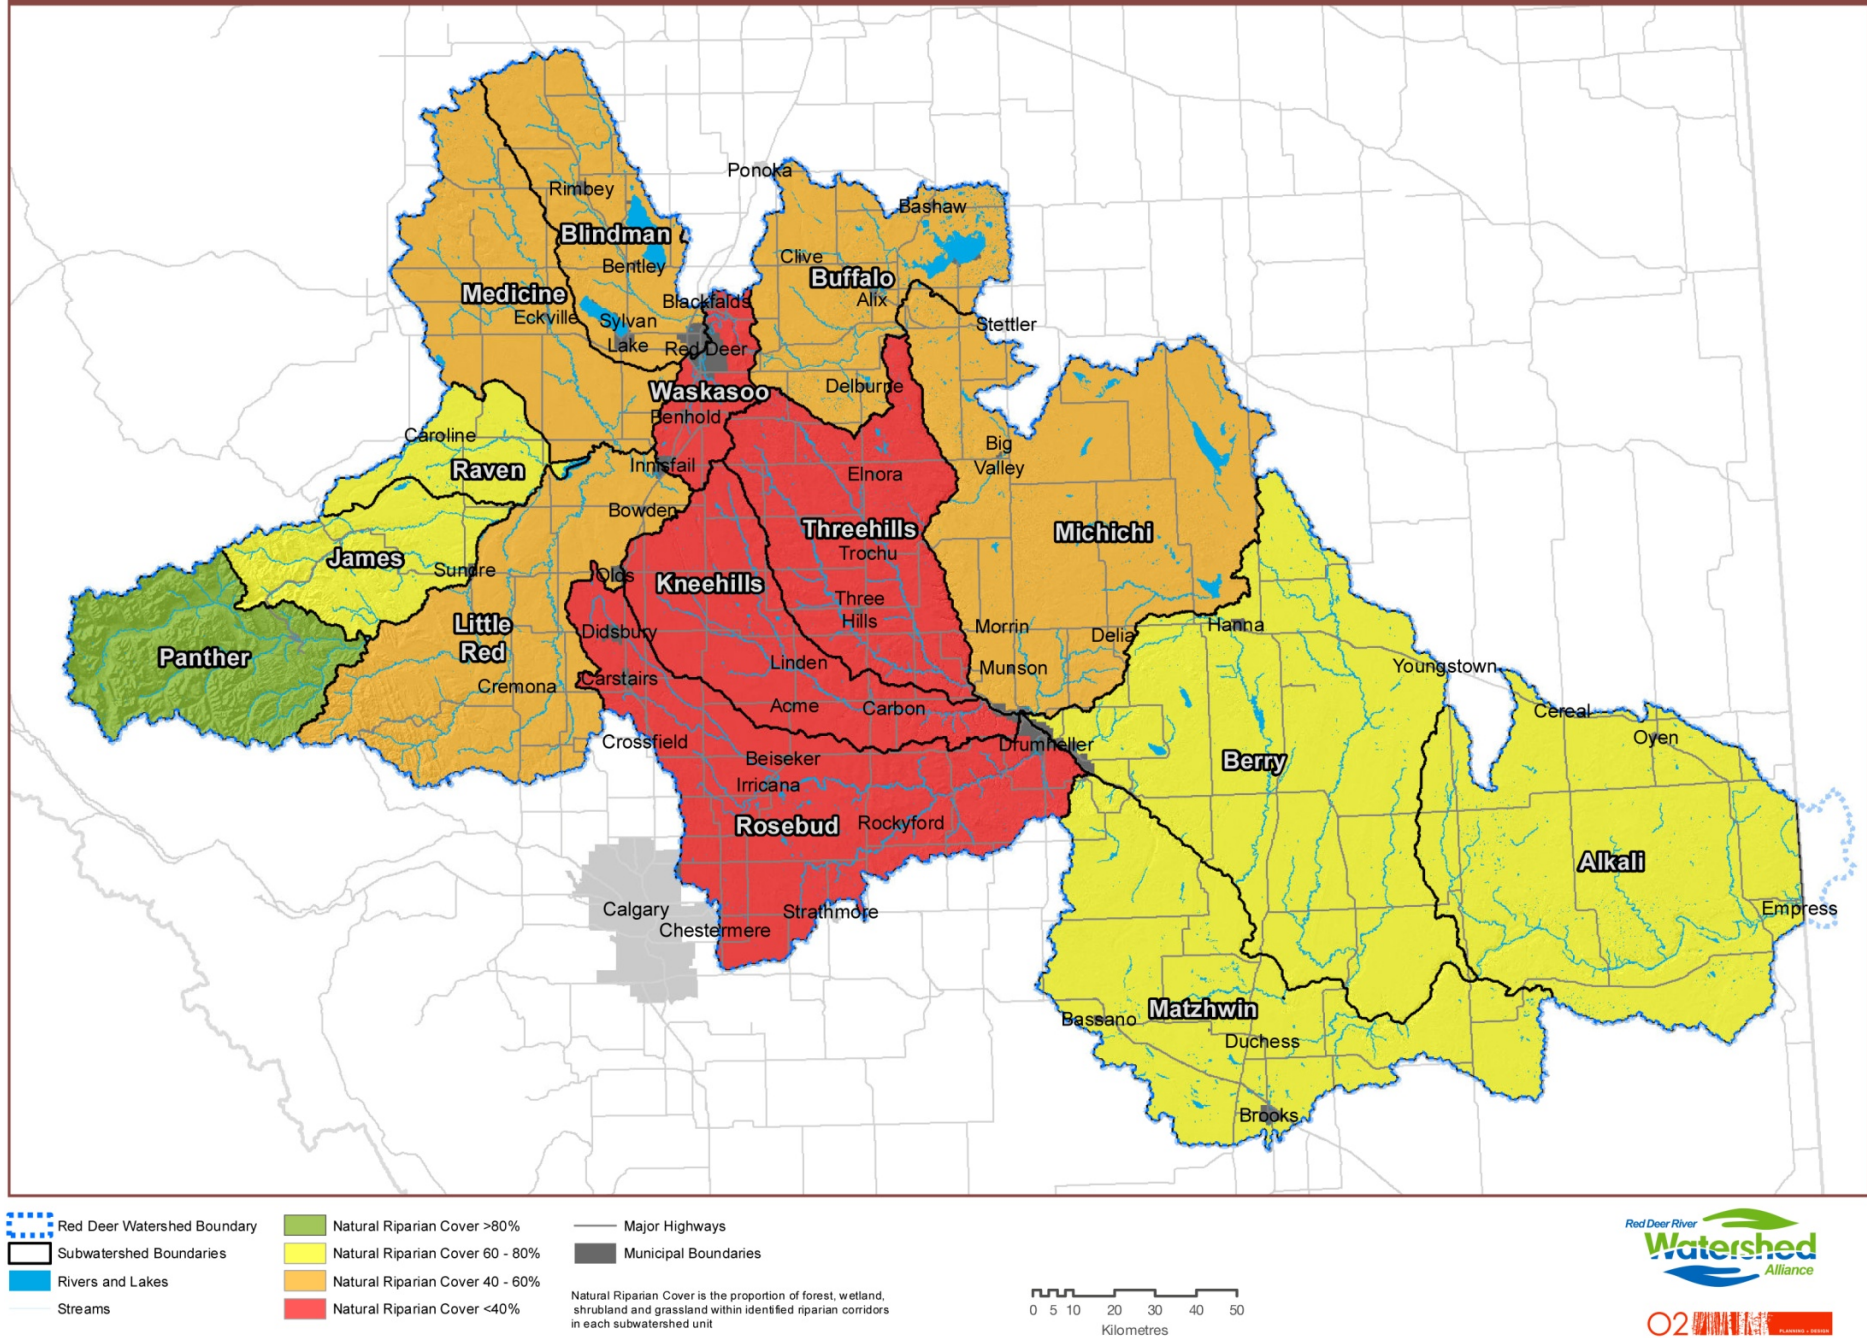 Ponoka
Rimbey
Bashaw
Blindman
Clive
Bentley
Buffalo
Medicine
Alix
Blackfalds
Eckville
Sylvan
Lake
Stettler
Red Deer
Delburne
Waskasoo
Penhold
Caroline
Big
Valley
Raven
Innisfail
Elnora
Bowden
Threehills
Michichi
Trochu
James
Sundre
Olds
Kneehills
Three
Hills
Little
Red
Didsbury
Morrin
Delia
Hanna
Panther
Linden
Munson
Youngstown
Cremona
Carstairs
Acme
Carbon
Cereal
Crossfield
Drumheller
Oyen
Beiseker
Berry
Irricana
Rosebud
Rockyford
Alkali
Calgary
Strathmore
Empress
Chestermere
Matzhwin
Bassano
Duchess
Brooks
Red Deer Watershed Boundary
Subwatershed Boundaries
Rivers and Lakes
Streams
Natural Riparian Cover >80%
Natural Riparian Cover 60 - 80%
Natural Riparian Cover 40 - 60%
Natural Riparian Cover <40%
Major Highways
Municipal Boundaries
Natural Riparian Cover is the proportion of forest, wetland,
shrubland and grassland within identified riparian corridors
in each subwatershed unit
0 5 10 20 30 40 50
Kilometres
Red Deer River
Watershed
Alliance
O2
PLANNING + DESIGN